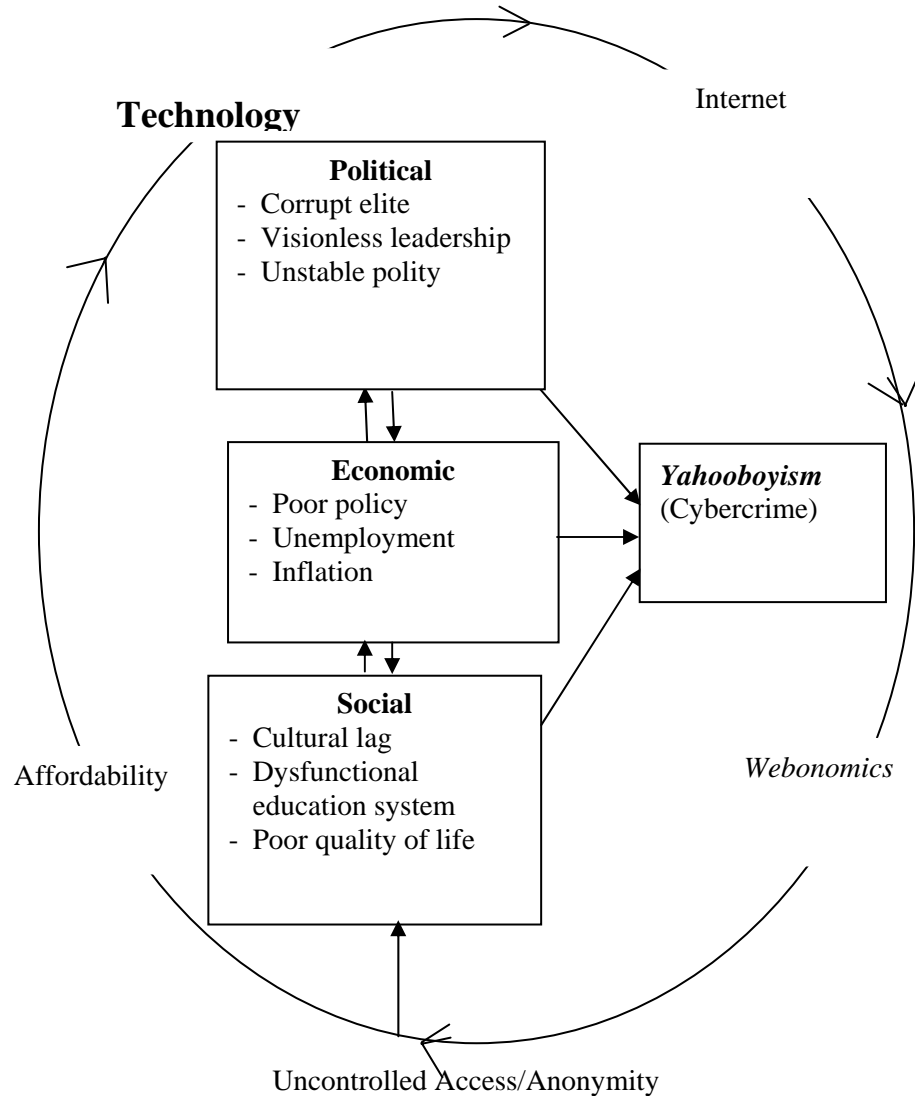 Internet
Technology
Political
- Corrupt elite
- Visionless leadership
- Unstable polity
Economic
- Poor policy
- Unemployment
- Inflation
Yahooboyism
(Cybercrime)
Social
- Cultural lag
- Dysfunctional
education system
- Poor quality of life
Affordability
Webonomics
Uncontrolled Access/Anonymity